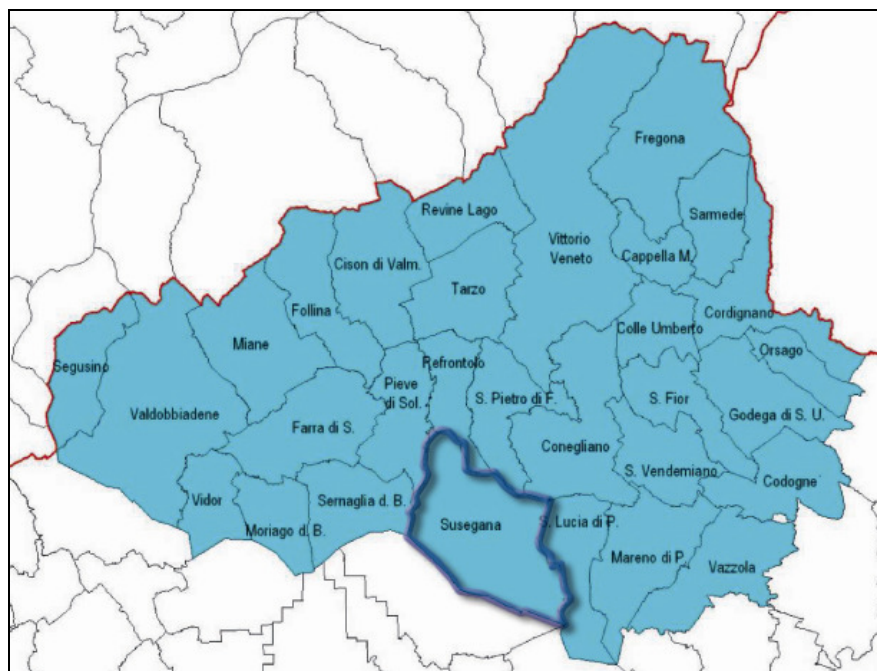 Fregona
Revine Lago
Sarmede
Vittorio
Veneto
Cappella M.
Cison di Valm.
Tarzo
Follina
Cordignano
Colle Umberto
Miane
Orsago
Segusino
Refrontolo
Pieve
di Sol.
S. Pietro di F.
S. Fior
Valdobbiadene
Godega di S. U.
Farra di S.
Conegliano
S. Vendemiano
Codogne'
Vidor
Sernaglia d. B.
Moriago d. B.
Susegana
S. Lucia di P.
Mareno di P.
Vazzola